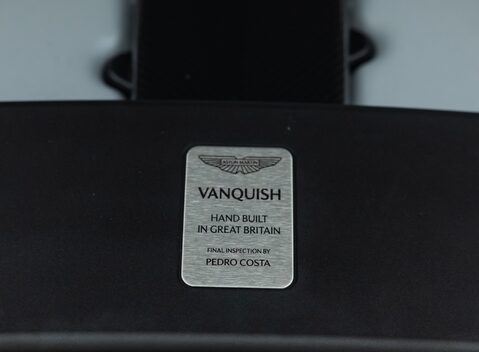 ASTON MARTIN
VANQUISH
HAND BUILT
IN GREAT BRITAIN
FINAL INSPECTION BY
PEDRO COSTA